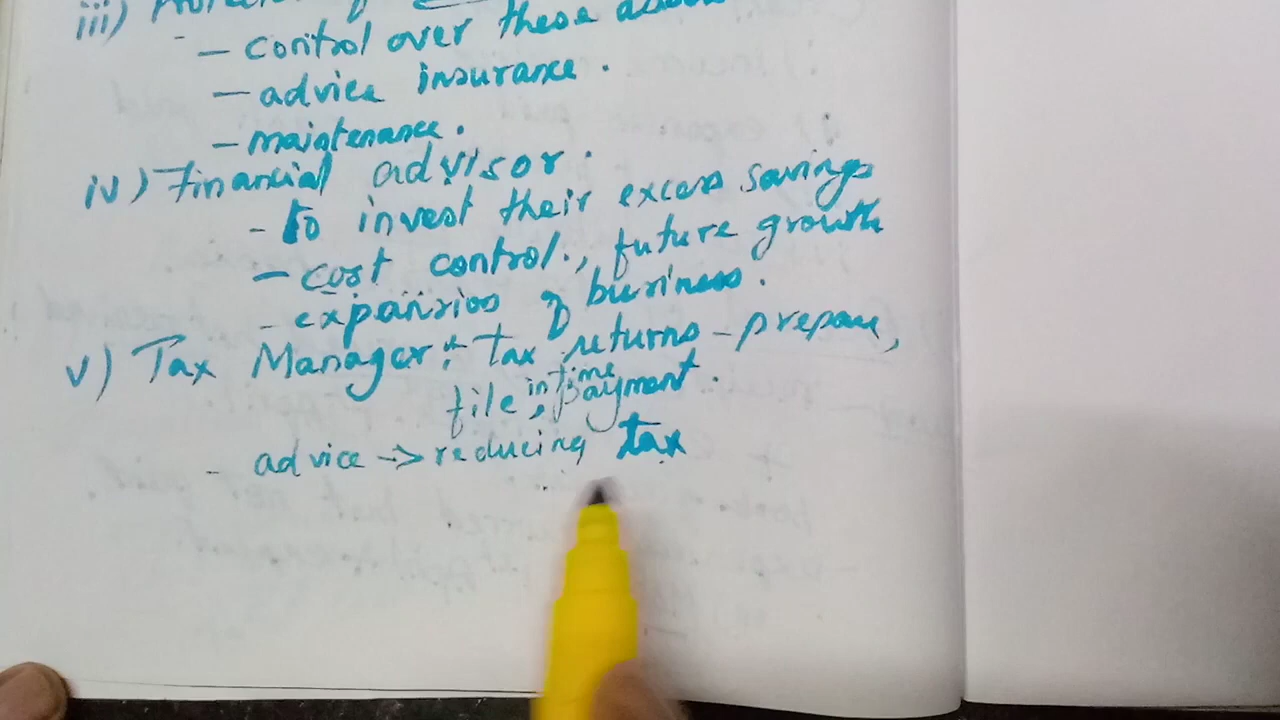 iii)
- control over these
- advice insurance.
- maintenance.
iv) Financial advisor.
- to invest their excess savings
- cost control., future growth
- expansion of business.
v) Tax Manager: tax returns - prepare,
file, in time payment.
- advice -> reducing tax